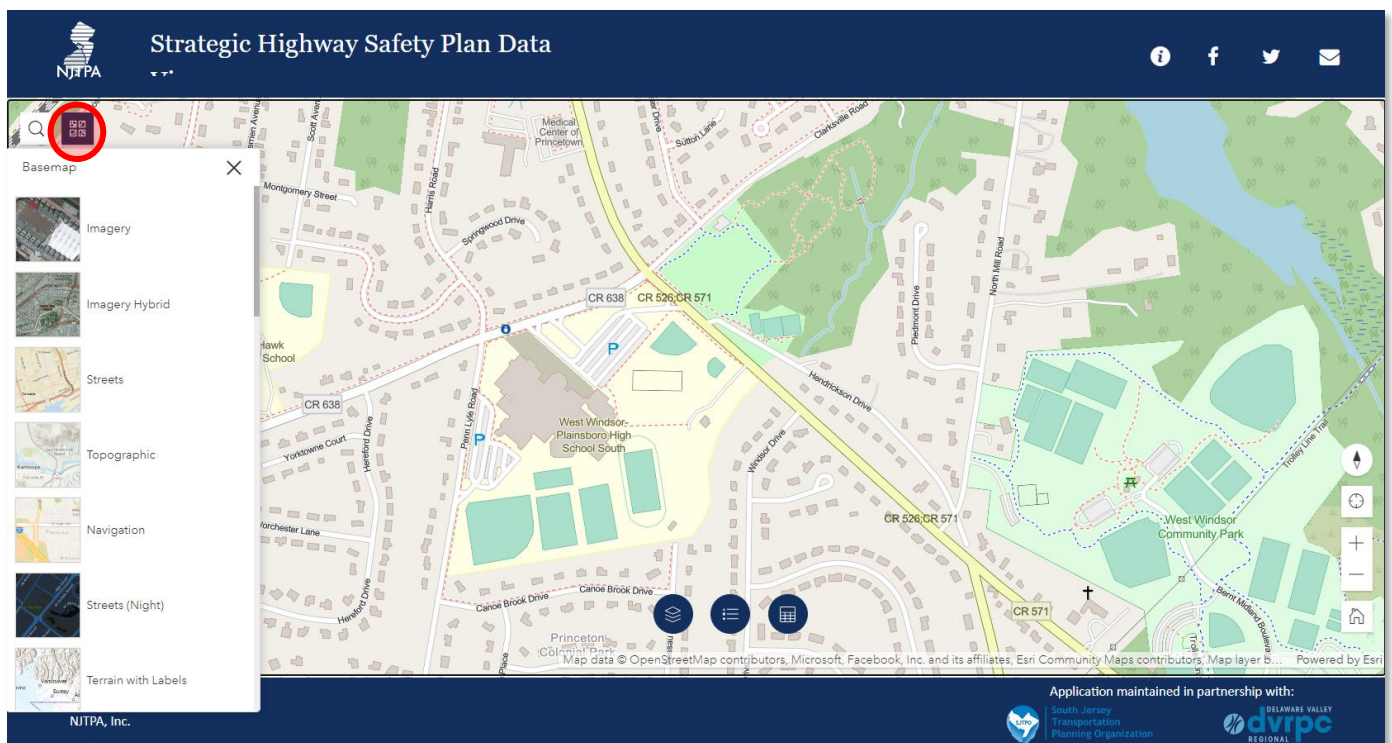 NJTPA
Strategic Highway Safety Plan Data
Basemap
Imagery
Imagery Hybrid
Streets
Topographic
Navigation
Streets (Night)
Terrain with Labels
Scott Avenue
Medical
Center of
Princetown
Sutton Lane
Clarksville Road
Montgomery Street
Harris Road
Springwood Drive
North Mill Road
Piedmont Drive
CR 638
CR 526;CR 571
Hawk
School
P
Hendrickson Drive
CR 638
Penn Lyle Road
West Windsor-
Plainsboro High
School South
P
Yorktowne Court
Hereford Drive
Windsor Drive
Trolley Line Trail
CR 526;CR 571
West Windsor
Community Park
Worchester Lane
Hereford Drive
Canoe Brook Drive
Canoe Brook Drive
CR 571
Bernt Midland Boulevard
Princeton
Colonial Park
Place
Map data © OpenStreetMap contributors, Microsoft, Facebook, Inc. and its affiliates, Esri Community Maps contributors, Map layer b...
Powered by Esri
NJTPA, Inc.
Application maintained in partnership with:
SJTPO
South Jersey
Transportation
Planning Organization
DELAWARE VALLEY
dvrpc
REGIONAL